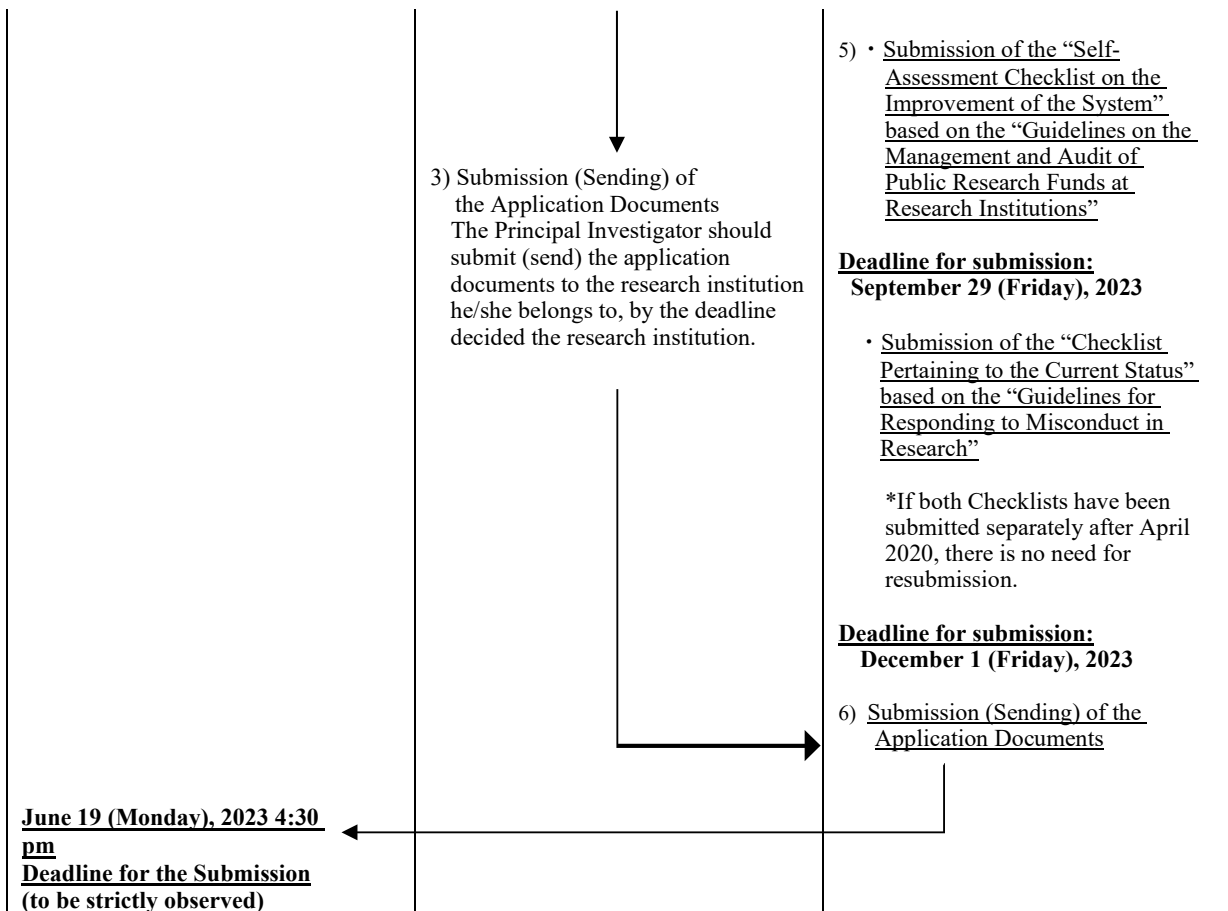 3) Submission (Sending) of
the Application Documents
The Principal Investigator should
submit (send) the application
documents to the research institution
he/she belongs to, by the deadline
decided the research institution.
5) ・Submission of the “Self-
Assessment Checklist on the
Improvement of the System”
based on the “Guidelines on the
Management and Audit of
Public Research Funds at
Research Institutions”
Deadline for submission:
September 29 (Friday), 2023
・Submission of the “Checklist
Pertaining to the Current Status”
based on the “Guidelines for
Responding to Misconduct in
Research”
*If both Checklists have been
submitted separately after April
2020, there is no need for
resubmission.
Deadline for submission:
December 1 (Friday), 2023
6) Submission (Sending) of the
Application Documents
June 19 (Monday), 2023 4:30
pm
Deadline for the Submission
(to be strictly observed)